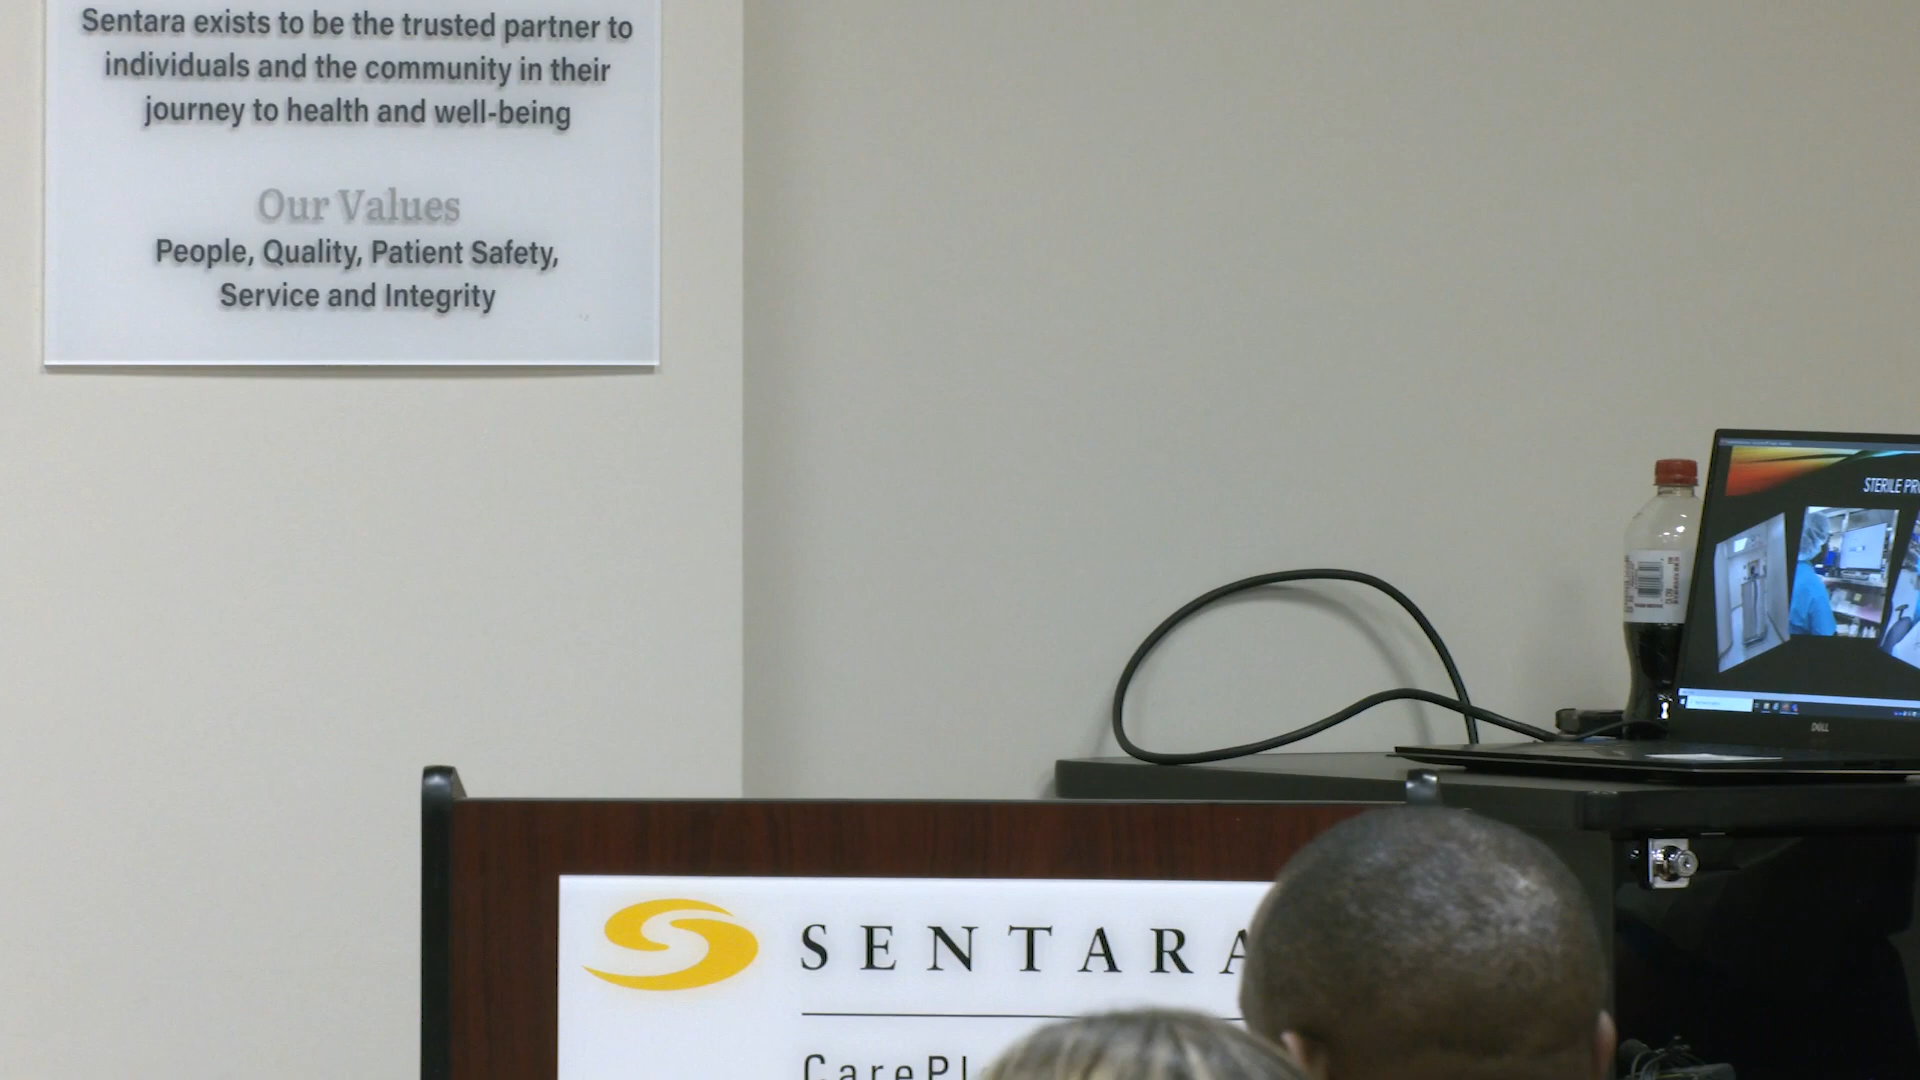 Sentara exists to be the trusted partner to
individuals and the community in their
journey to health and well-being
Our Values
People, Quality, Patient Safety,
Service and Integrity
STERILE
DELL
SENTARA